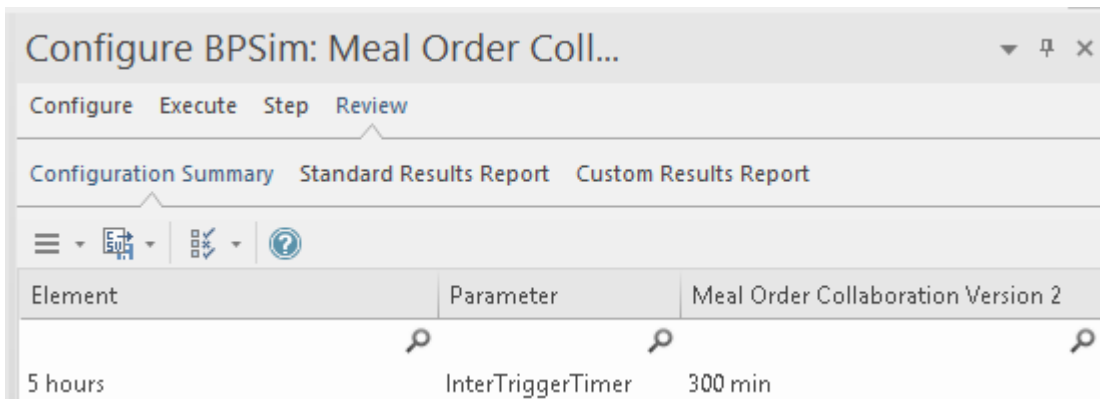 Configure BPSim: Meal Order Coll...
Configure Execute Step Review
Configuration Summary Standard Results Report Custom Results Report
Element Parameter Meal Order Collaboration Version 2
5 hours InterTriggerTimer 300 min